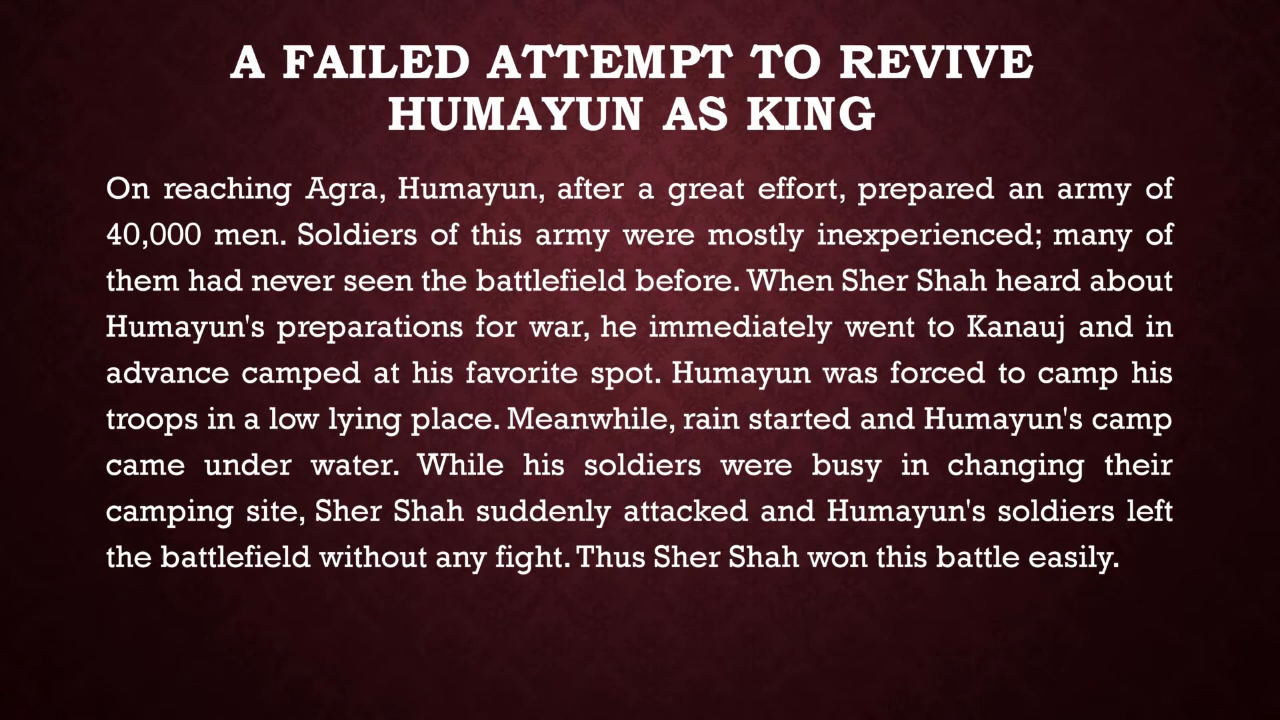 A FAILED ATTEMPT TO REVIVE
HUMAYUN AS KING
On reaching Agra, Humayun, after a great effort, prepared an army of
40,000 men. Soldiers of this army were mostly inexperienced; many of
them had never seen the battlefield before. When Sher Shah heard about
Humayun's preparations for war, he immediately went to Kanauj and in
advance camped at his favorite spot. Humayun was forced to camp his
troops in a low lying place. Meanwhile, rain started and Humayun's camp
came under water. While his soldiers were busy in changing their
camping site, Sher Shah suddenly attacked and Humayun's soldiers left
the battlefield without any fight. Thus Sher Shah won this battle easily.